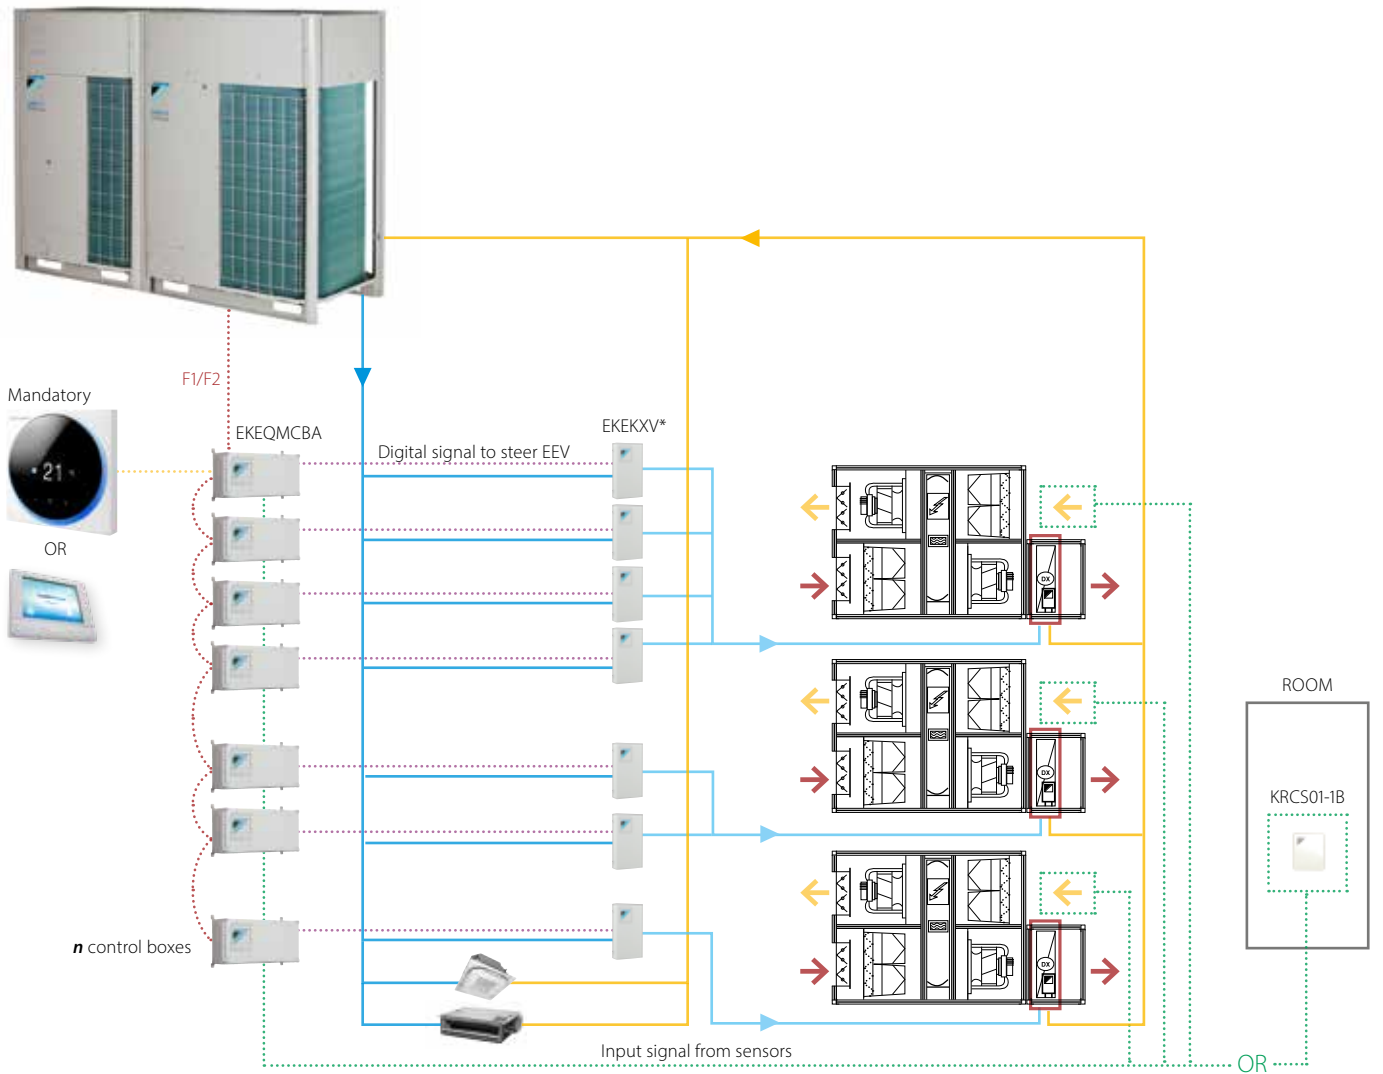 F1/F2
Mandatory
21
OR
EKEQMCBA
Digital signal to steer EEV
EKEKXV*
DX
DX
DX
ROOM
KRCS01-1B
n control boxes
Input signal from sensors
OR